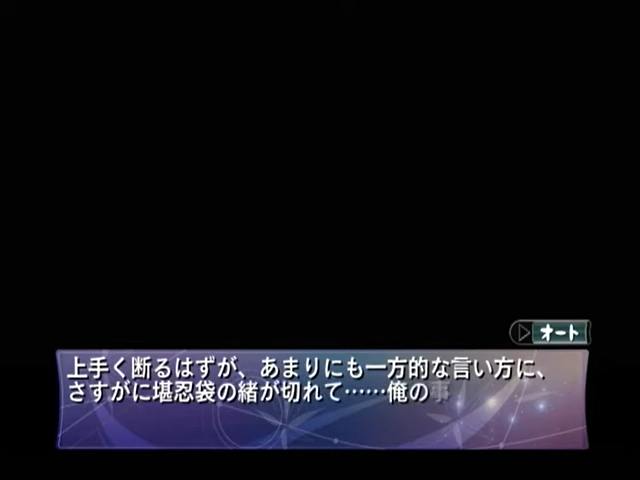 オート
上手く断るはずが、あまりにも一方的な言い方に、
さすがに堪忍袋の緒が切れて……俺の事